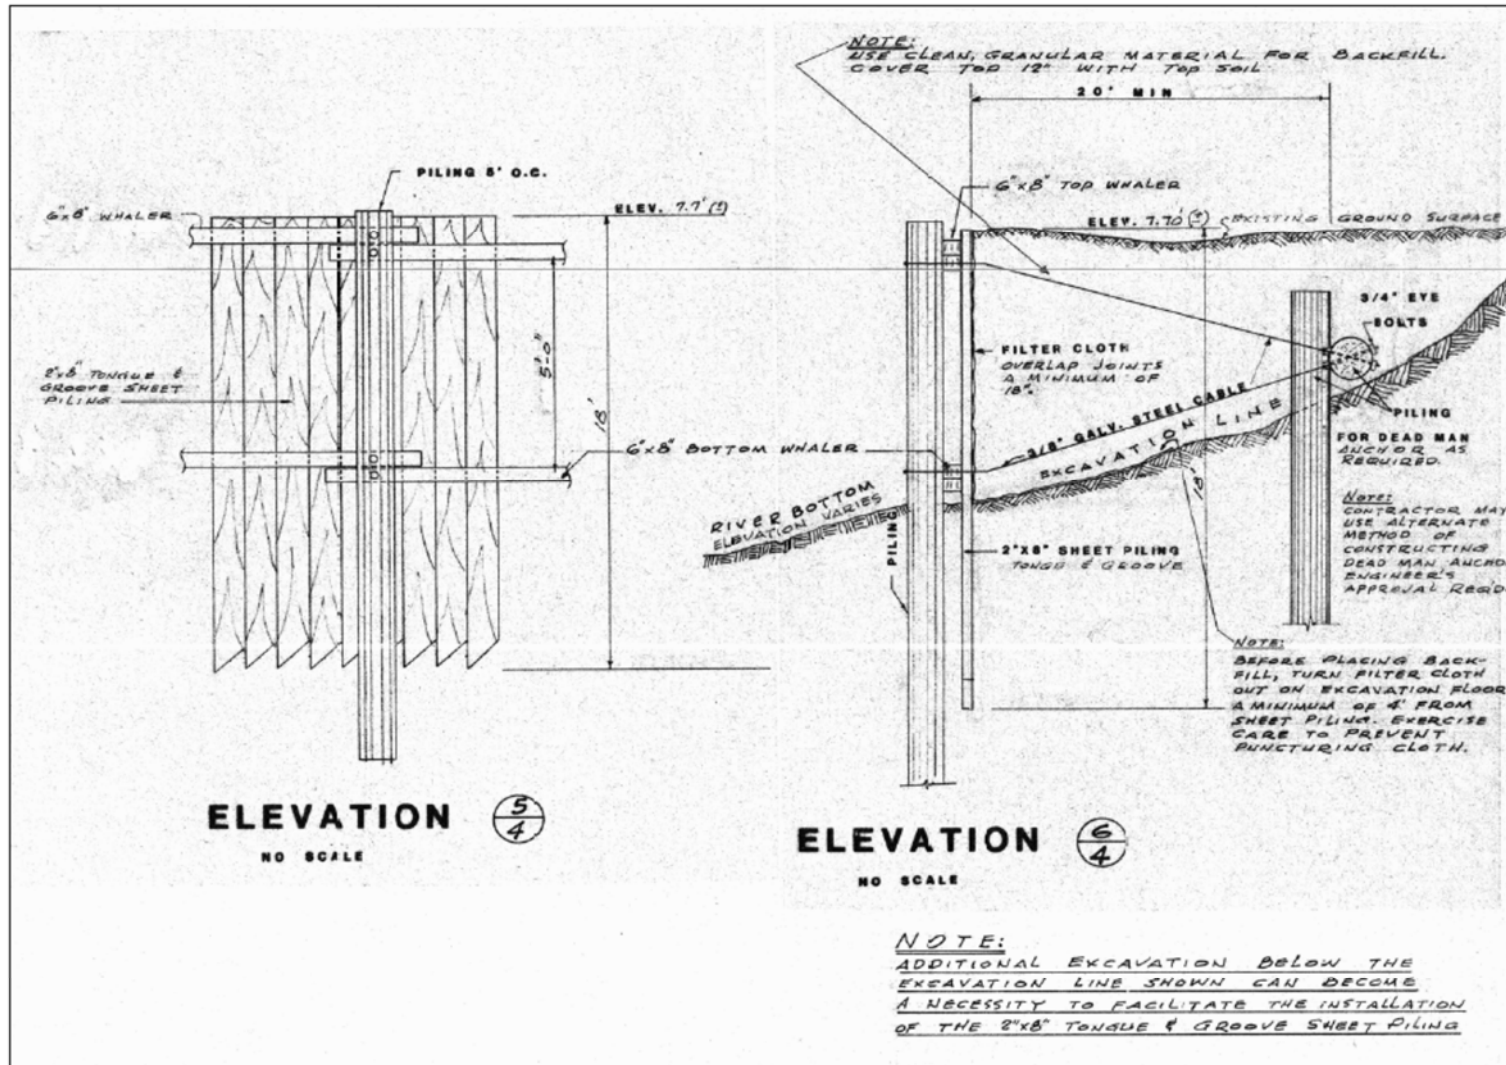 PILING 5' O.C.
6"x8" WHALER
ELEV. 7.7' (±)
2"x8" TONGUE &
GROOVE SHEET
PILING
5'-0"
18'
6"x8" BOTTOM WHALER
ELEVATION 5/4
NO SCALE
NOTE:
USE CLEAN, GRANULAR MATERIAL FOR BACKFILL.
COVER TOP 12" WITH TOP SOIL
20' MIN
6"x8" TOP WHALER
ELEV. 7.70' (±) EXISTING GROUND SURFACE
3/4" EYE
BOLTS
FILTER CLOTH
OVERLAP JOINTS
A MINIMUM OF
18".
3/8" GALV. STEEL CABLE
EXCAVATION LINE
18'
PILING
FOR DEAD MAN
ANCHOR AS
REQUIRED.
RIVER BOTTOM
ELEVATION VARIES
PILING
2"X8" SHEET PILING
TONGE & GROOVE
NOTE:
CONTRACTOR MAY
USE ALTERNATE
METHOD OF
CONSTRUCTING
DEAD MAN ANCHO
ENGINEER'S
APPROVAL REQ'D
NOTE:
BEFORE PLACING BACK-
FILL, TURN FILTER CLOTH
OUT ON EXCAVATION FLOOR
A MINIMUM OF 4' FROM
SHEET PILING. EXERCISE
CARE TO PREVENT
PUNCTURING CLOTH.
ELEVATION 6/4
NO SCALE
NOTE:
ADDITIONAL EXCAVATION BELOW THE
EXCAVATION LINE SHOWN CAN BECOME
A NECESSITY TO FACILITATE THE INSTALLATION
OF THE 2"x8" TONGUE & GROOVE SHEET PILING